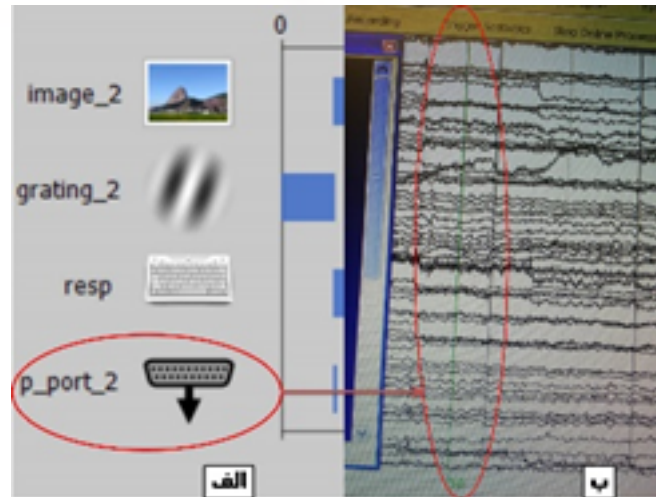 0
image_2
grating_2
resp
p_port_2
الف
ب